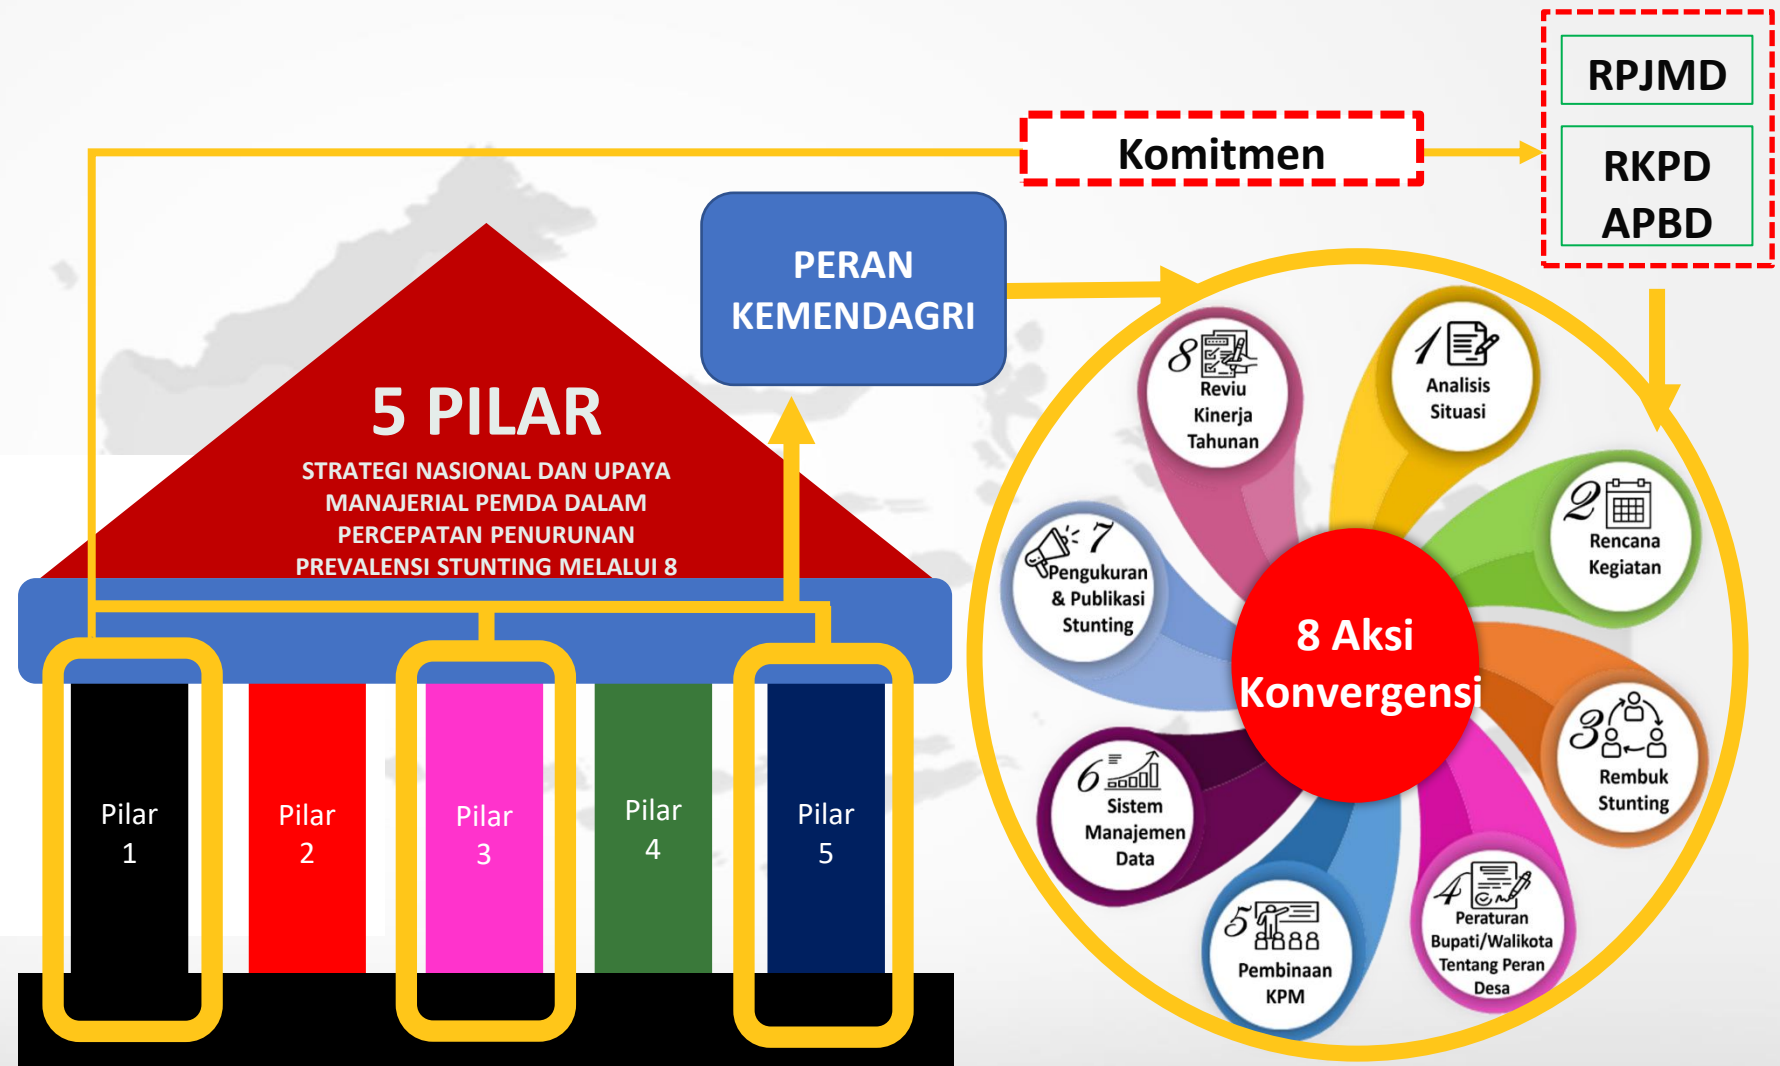 RPJMD
RKPD
APBD
Komitmen
PERAN
KEMENDAGRI
5 PILAR
STRATEGI NASIONAL DAN UPAYA
MANAJERIAL PEMDA DALAM
PERCEPATAN PENURUNAN
PREVALENSI STUNTING MELALUI 8
Pilar
1
Pilar
2
Pilar
3
Pilar
4
Pilar
5
8 Aksi
Konvergensi
1
Analisis
Situasi
2
Rencana
Kegiatan
3
Rembuk
Stunting
4
Peraturan
Bupati/Walikota
Tentang Peran
Desa
5
Pembinaan
KPM
6
Sistem
Manajemen
Data
7
Pengukuran
& Publikasi
Stunting
8
Reviu
Kinerja
Tahunan